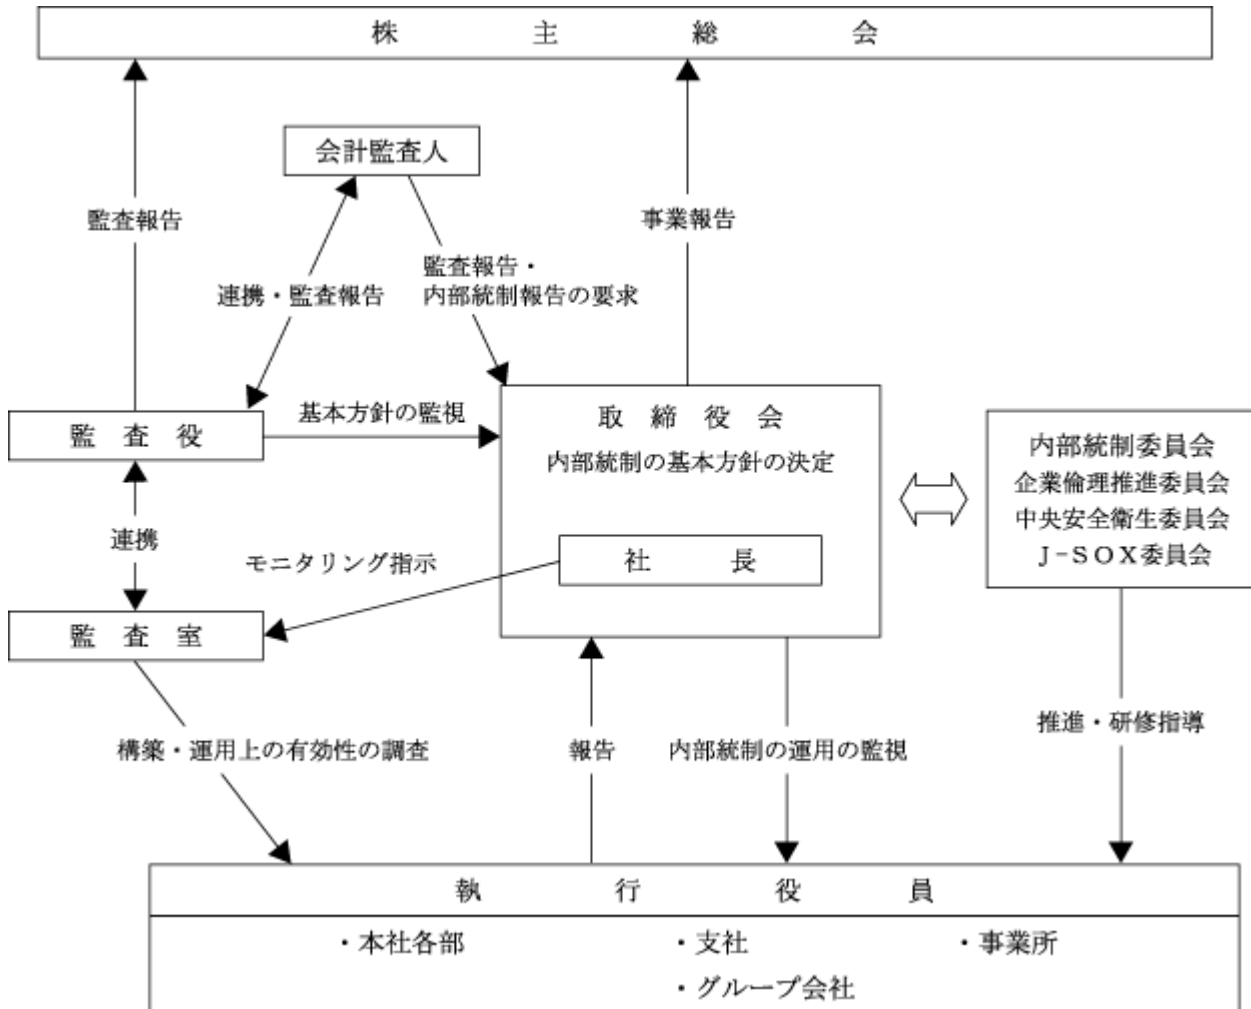 株主総会
会計監査人
監査報告
事業報告
監査報告・
内部統制報告の要求
連携・監査報告
基本方針の監視
監査役
取締役会
内部統制の基本方針の決定
内部統制委員会
企業倫理推進委員会
中央安全衛生委員会
J-SOX委員会
連携
モニタリング指示
社長
監査室
構築・運用上の有効性の調査
報告
内部統制の運用の監視
推進・研修指導
執行役員
・本社各部
・支社
・事業所
・グループ会社